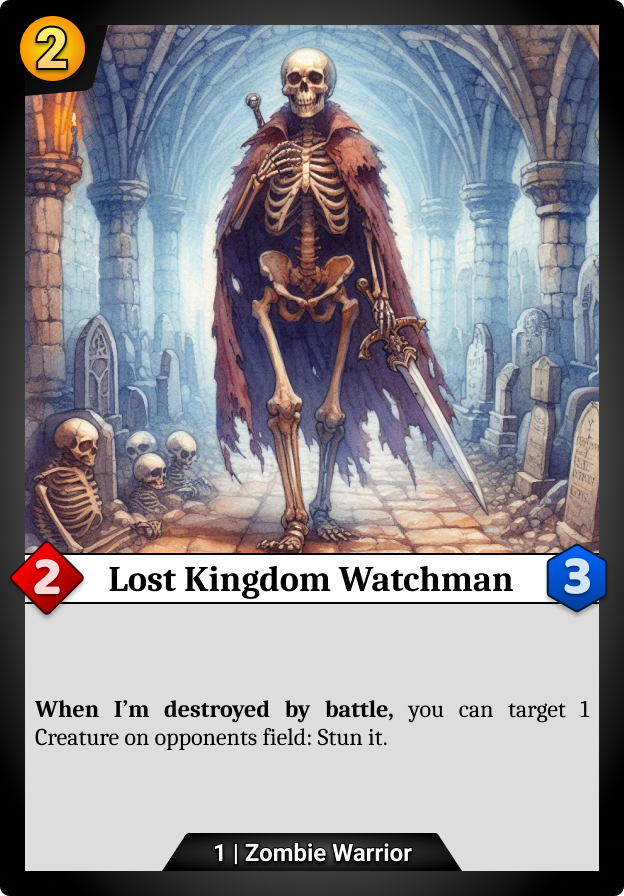 2
2
Lost Kingdom Watchman
3
When I'm destroyed by battle, you can target 1
Creature on opponents field: Stun it.
1 | Zombie Warrior